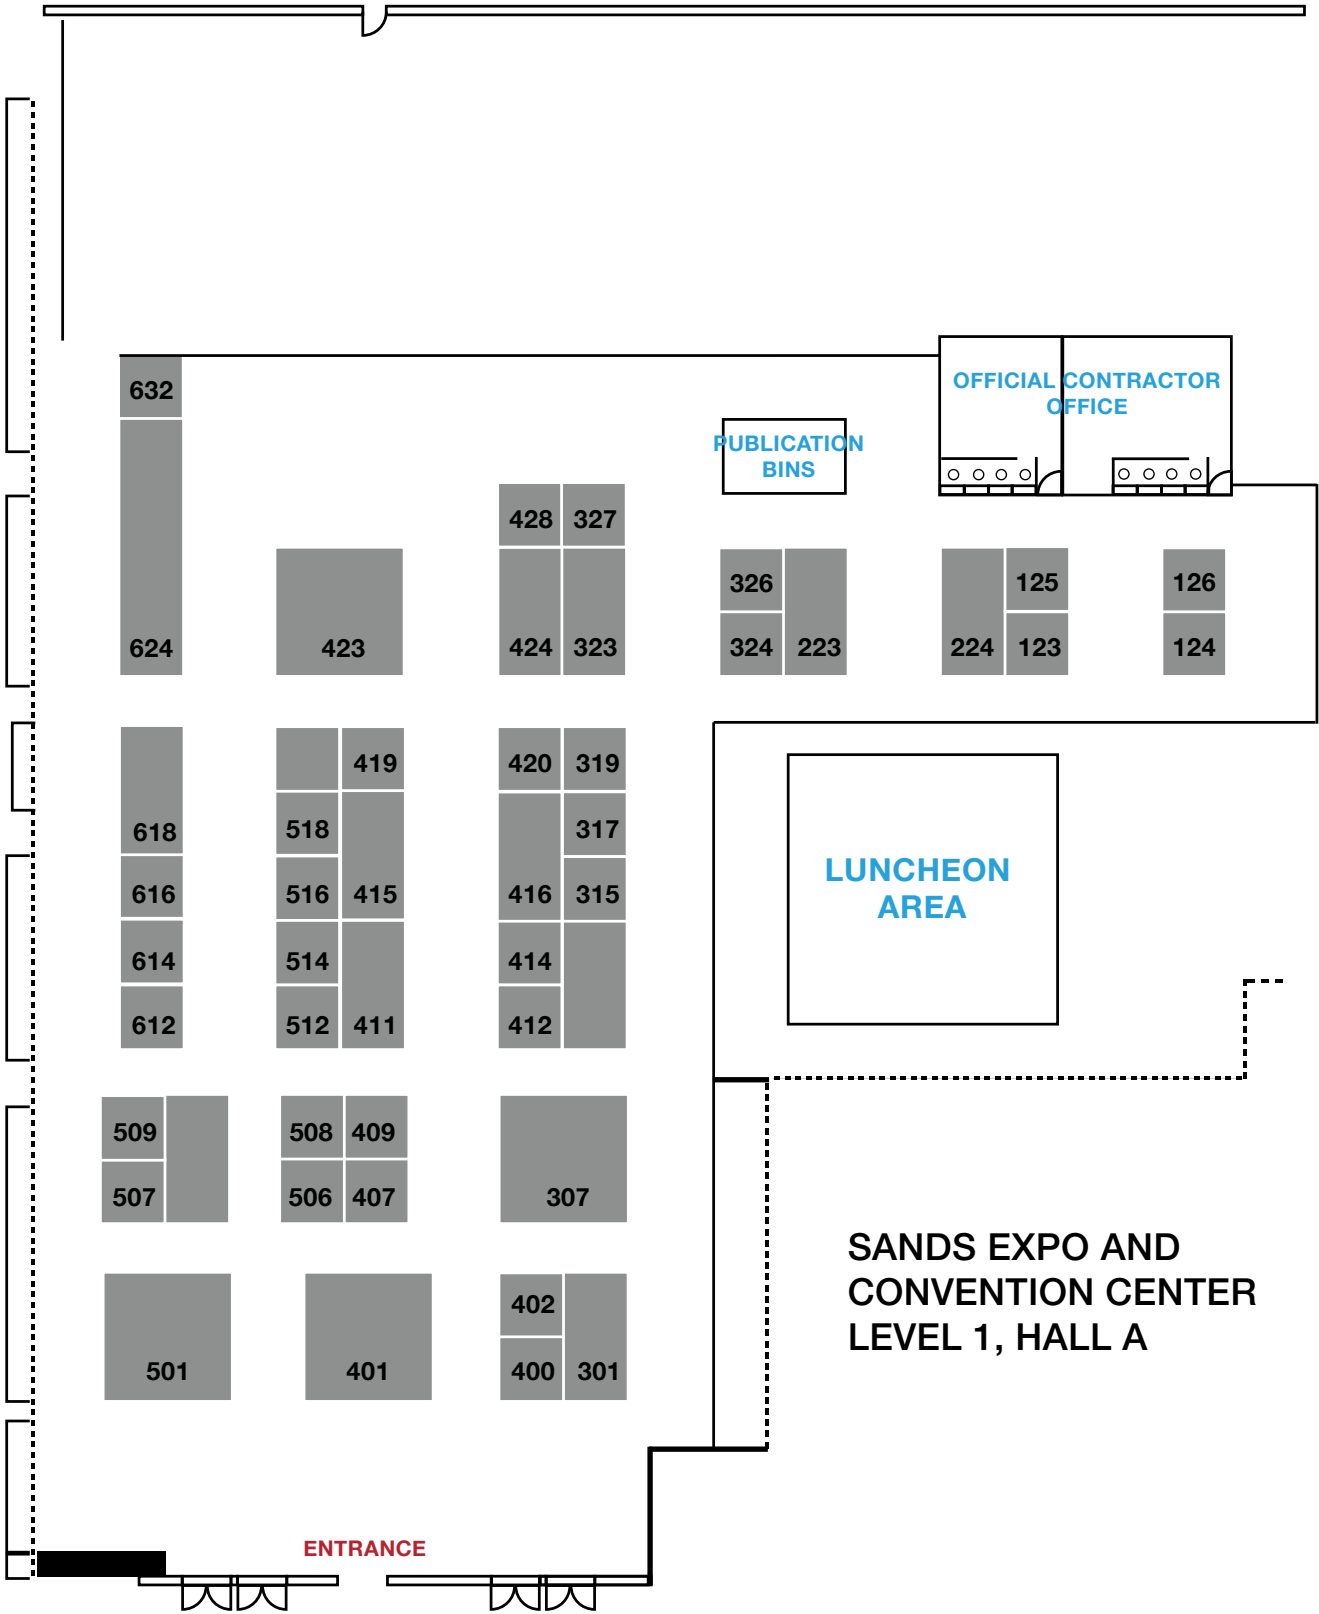 632
OFFICIAL CONTRACTOR
OFFICE
PUBLICATION
BINS
428 327
326 125 126
624 423 424 323 324 223 224 123 124
419 420 319
618 518 317
616 516 415 416 315
614 514 414
612 512 411 412
LUNCHEON
AREA
509 508 409
507 506 407 307
402
501 401 400 301
SANDS EXPO AND
CONVENTION CENTER
LEVEL 1, HALL A
ENTRANCE